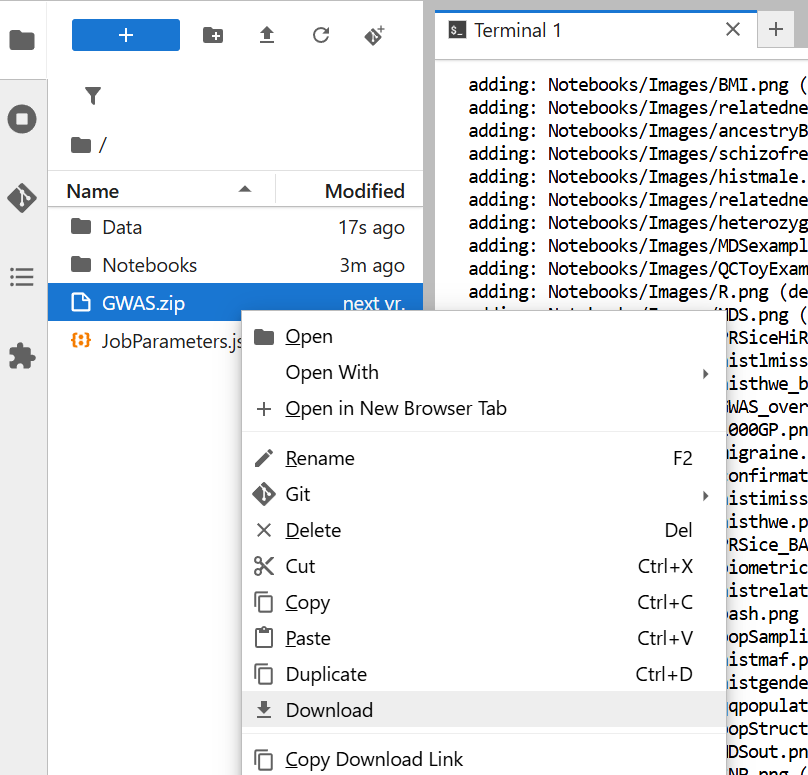 Terminal 1
/
Name Modified
Data 17s ago
Notebooks 3m ago
GWAS.zip next yr.
JobParameters.js
Open
Open With
Open in New Browser Tab
Rename F2
Git
Delete Del
Cut Ctrl+X
Copy Ctrl+C
Paste Ctrl+V
Duplicate Ctrl+D
Download
Copy Download Link
adding: Notebooks/Images/BMI.png (
adding: Notebooks/Images/relatedne
adding: Notebooks/Images/ancestryB
adding: Notebooks/Images/schizofre
adding: Notebooks/Images/histmale.
adding: Notebooks/Images/relatedne
adding: Notebooks/Images/heterozyg
adding: Notebooks/Images/MDSexampl
adding: Notebooks/Images/QCToyExam
adding: Notebooks/Images/R.png (de
MDS.png (
PRSiceHiR
histlmiss
histhwe_b
GWAS_over
1000GP.pn
migraine.
confirmat
histimiss
histhwe.p
PRSice_BA
biometric
histrelat
bash.png
popSampli
histmaf.p
histgende
qqpopulat
popStruct
MDSout.pn